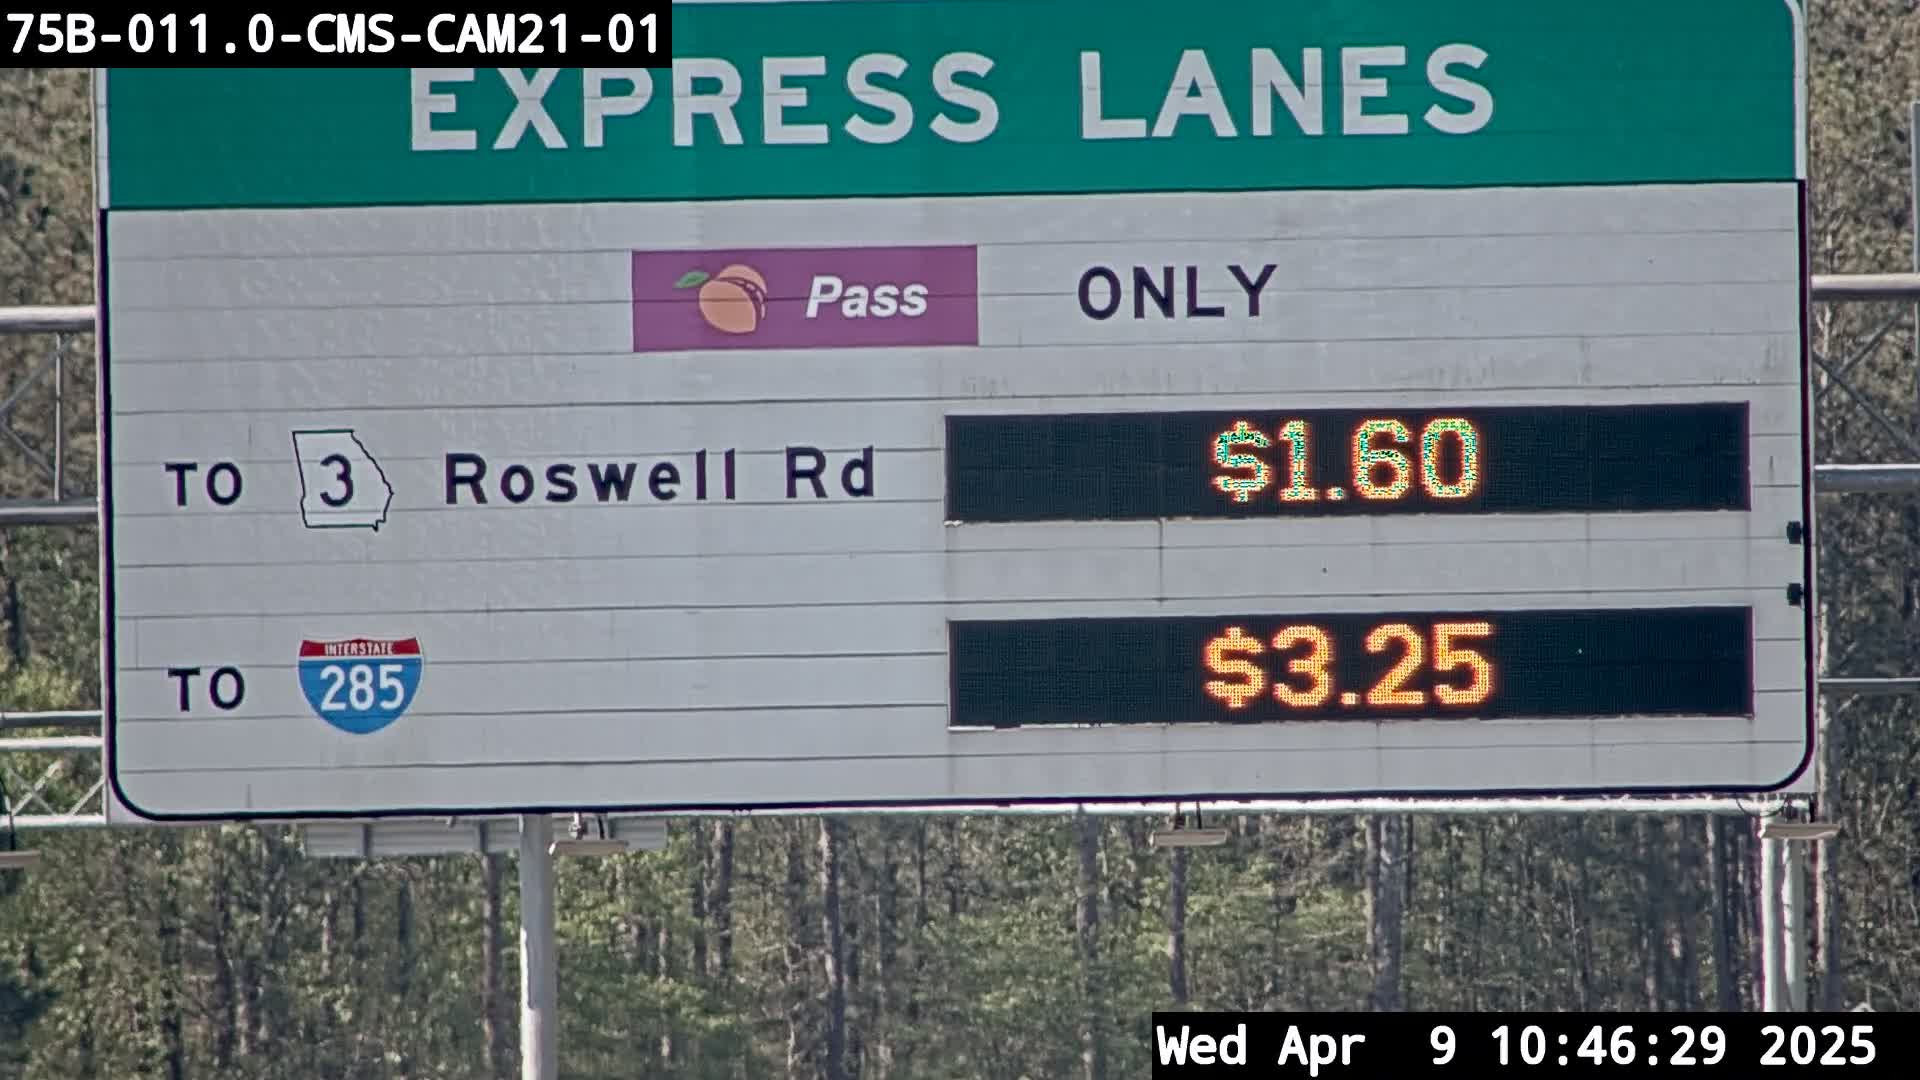 75B-011.0-CMS-CAM21-01
EXPRESS LANES
Pass ONLY
TO 3 Roswell Rd $1.60
INTERSTATE
TO 285 $3.25
Wed Apr 9 10:46:29 2025